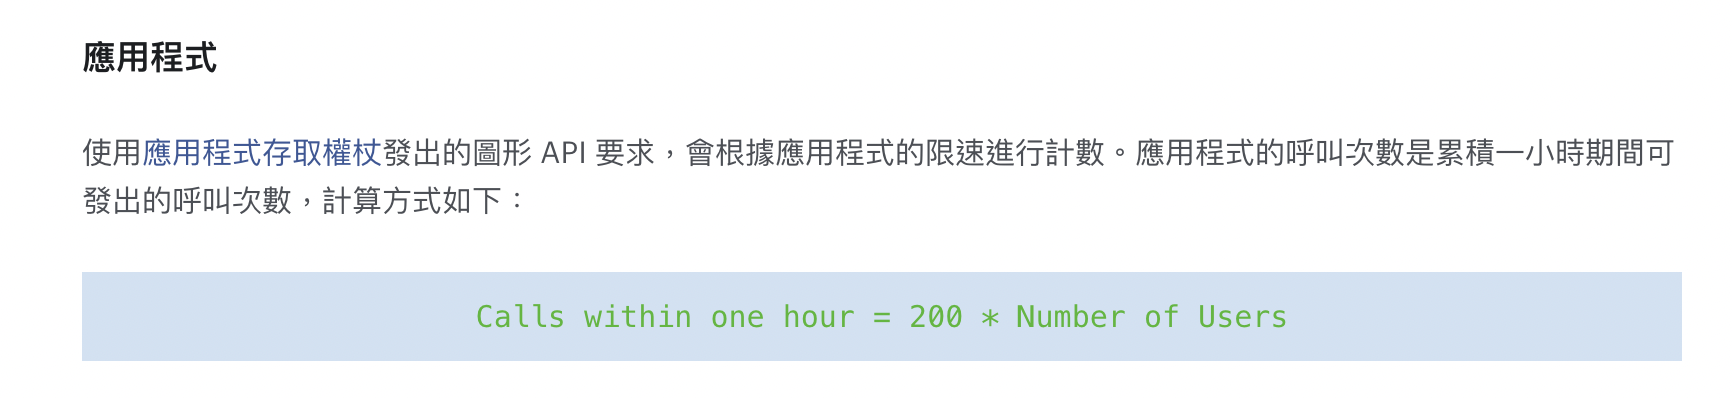 應用程式
使用應用程式存取權杖發出的圖形 API 要求，會根據應用程式的限速進行計數。應用程式的呼叫次數是累積一小時期間可
發出的呼叫次數，計算方式如下：
Calls within one hour = 200 * Number of Users